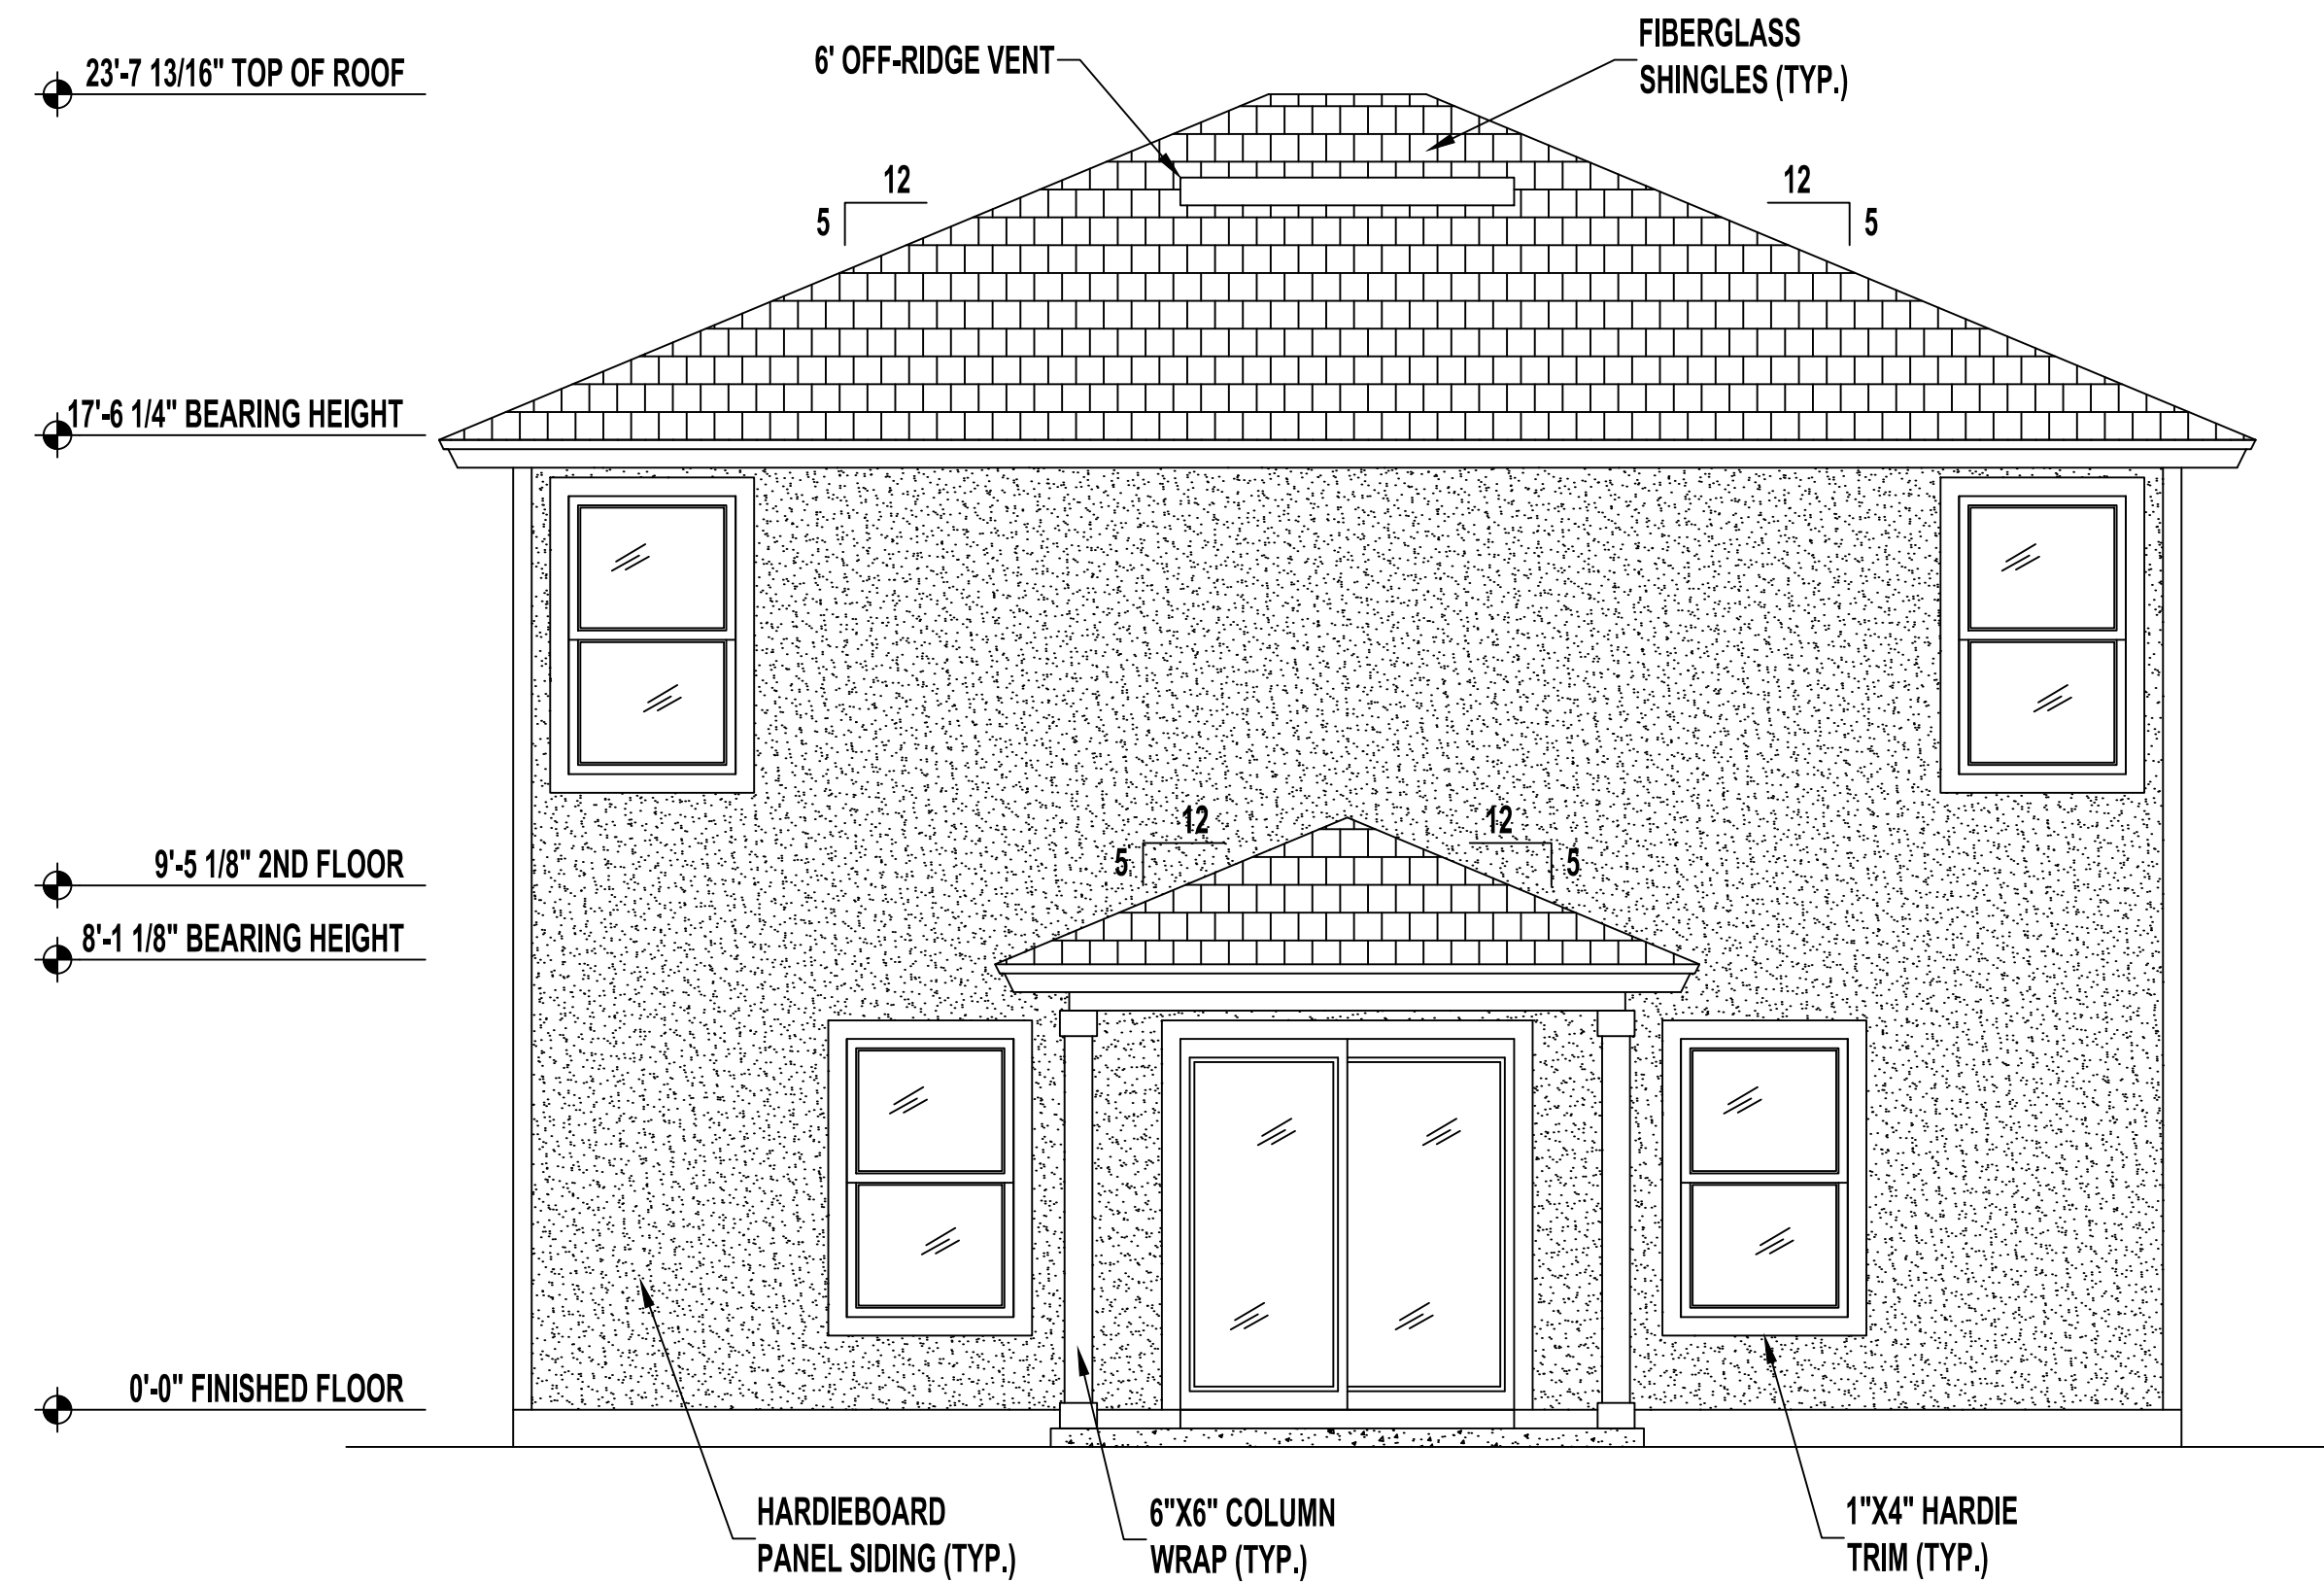 23'-7 13/16" TOP OF ROOF
6' OFF-RIDGE VENT
FIBERGLASS
SHINGLES (TYP.)
12
5
12
5
17'-6 1/4" BEARING HEIGHT
12
5
12
5
9'-5 1/8" 2ND FLOOR
8'-1 1/8" BEARING HEIGHT
0'-0" FINISHED FLOOR
HARDIEBOARD
PANEL SIDING (TYP.)
6"X6" COLUMN
WRAP (TYP.)
1"X4" HARDIE
TRIM (TYP.)